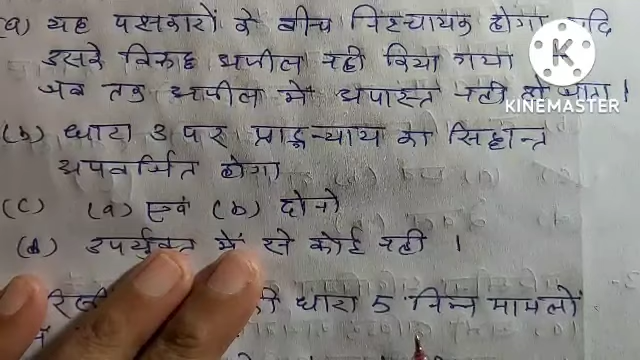 (a) यह पक्षकारों के बीच निश्चायक होगा यदि
उसके विरूद्ध अपील नही किया गया
जब तक अपील में अपास्त नही हो जाता।
KINEMASTER
(b) धारा 3 पर प्राङ्गन्याय का सिद्धान्त
अपवर्जित होगा
(c) (a) एवं (b) दोनो
(d) उपर्युक्त में से कोई नही ।
धारा 5 निम्न मामलों